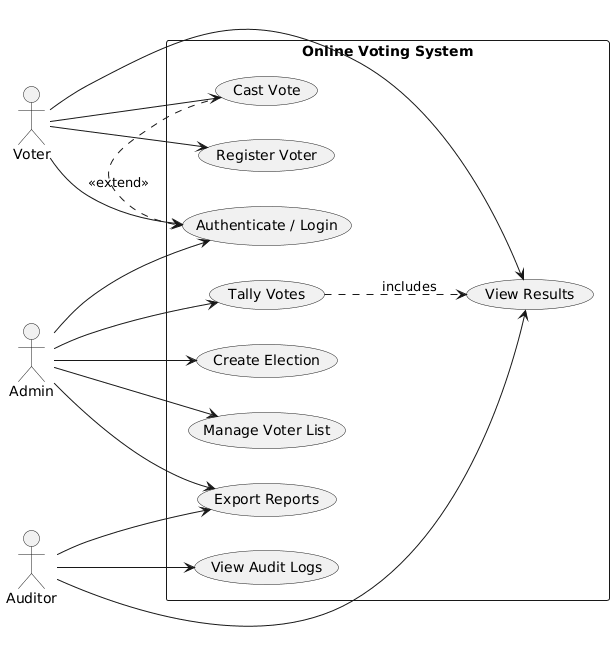 Online Voting System
Cast Vote
Voter
Register Voter
«extend»
Authenticate / Login
includes
Tally Votes
View Results
Create Election
Admin
Manage Voter List
Export Reports
View Audit Logs
Auditor